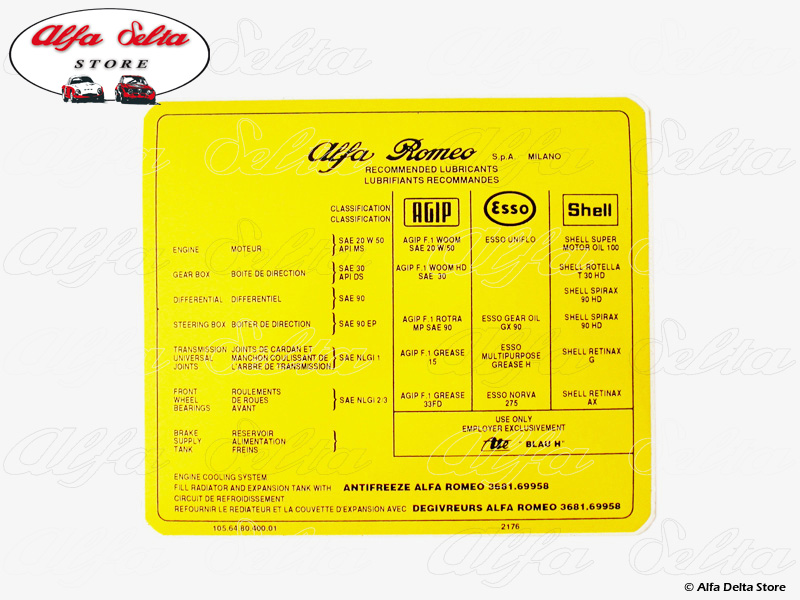 Alfa Delta
STORE
Alfa Romeo S.p.A. MILANO
RECOMMENDED LUBRICANTS
LUBRIFIANTS RECOMMANDES
CLASSIFICATION
CLASSIFICATION
AGIP Esso Shell
ENGINE MOTEUR } SAE 20 W 50 API MS AGIP F.1 WOOM SAE 20 W/50 ESSO UNIFLO SHELL SUPER MOTOR OIL 100
GEAR BOX BOITE DE DIRECTION } SAE 30 API DS AGIP F.1 WOOM HD SAE 30 SHELL ROTELLA T 30 HD
DIFFERENTIAL DIFFERENTIEL } SAE 90 SHELL SPIRAX 90 HD
STEERING BOX BOITER DE DIRECTION } SAE 90 EP AGIP F.1 ROTRA MP SAE 90 ESSO GEAR OIL GX 90 SHELL SPIRAX 90 HD
TRANSMISSION UNIVERSAL JOINTS JOINTS DE CARDAN ET MANCHON COULISSANT DE L'ARBRE DE TRANSMISSION } SAE NLGI 1 AGIP F.1 GREASE 15 ESSO MULTIPURPOSE GREASE H SHELL RETINAX G
FRONT WHEEL BEARINGS ROULEMENTS DE ROUES AVANT } SAE NLGI 2/3 AGIP F.1 GREASE 33FD ESSO NORVA 275 SHELL RETINAX AX
BRAKE SUPPLY TANK RESERVOIR ALIMENTATION FREINS }
USE ONLY
EMPLOYER EXCLUSIVEMENT
Ate "BLAU H"
ENGINE COOLING SYSTEM
FILL RADIATOR AND EXPANSION TANK WITH ANTIFREEZE ALFA ROMEO 3681.69958
CIRCUIT DE REFROIDISSEMENT
REFOURNIR LE REDIATEUR ET LA COUVETTE D'EXPANSION AVEC DEGIVREURS ALFA ROMEO 3681.69958
105.64.80.400.01 2176
© Alfa Delta Store